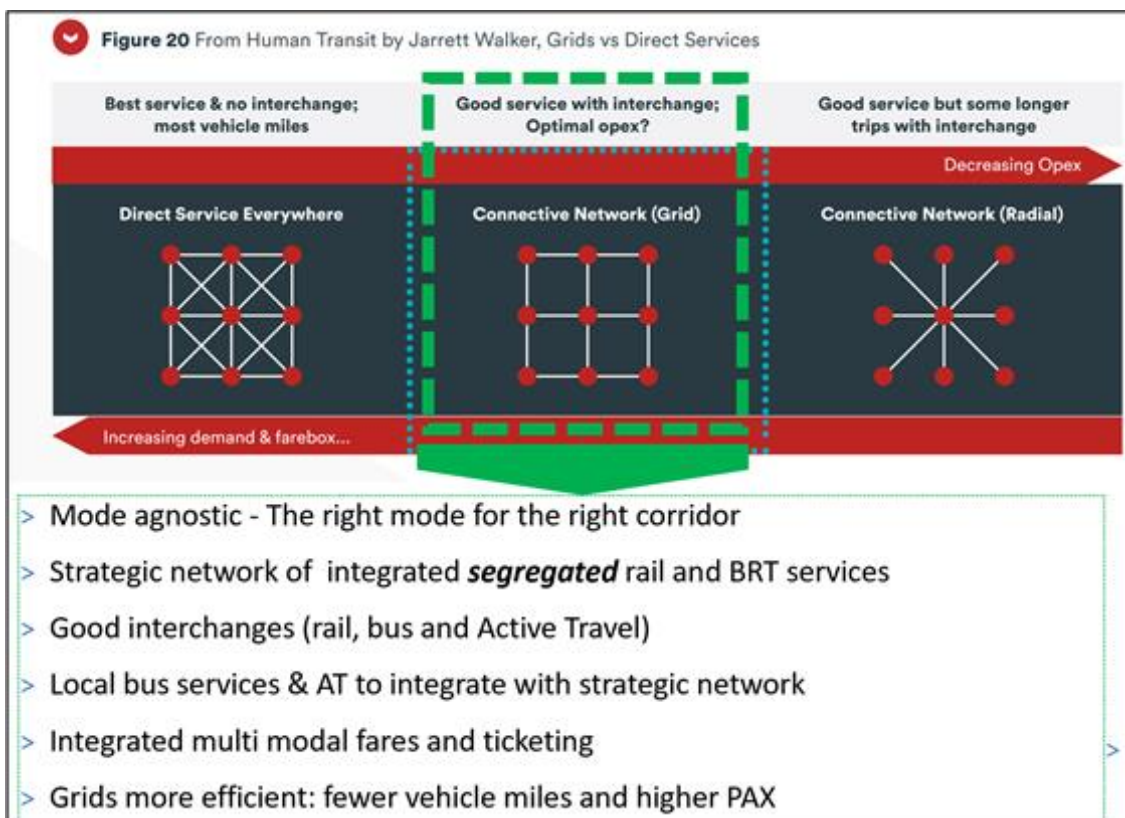 Figure 20 From Human Transit by Jarrett Walker, Grids vs Direct Services
Best service & no interchange;
most vehicle miles
Good service with interchange;
Optimal opex?
Good service but some longer
trips with interchange
Decreasing Opex
Direct Service Everywhere
Connective Network (Grid)
Connective Network (Radial)
Increasing demand & farebox...
> Mode agnostic - The right mode for the right corridor
> Strategic network of integrated segregated rail and BRT services
> Good interchanges (rail, bus and Active Travel)
> Local bus services & AT to integrate with strategic network
> Integrated multi modal fares and ticketing
>
> Grids more efficient: fewer vehicle miles and higher PAX